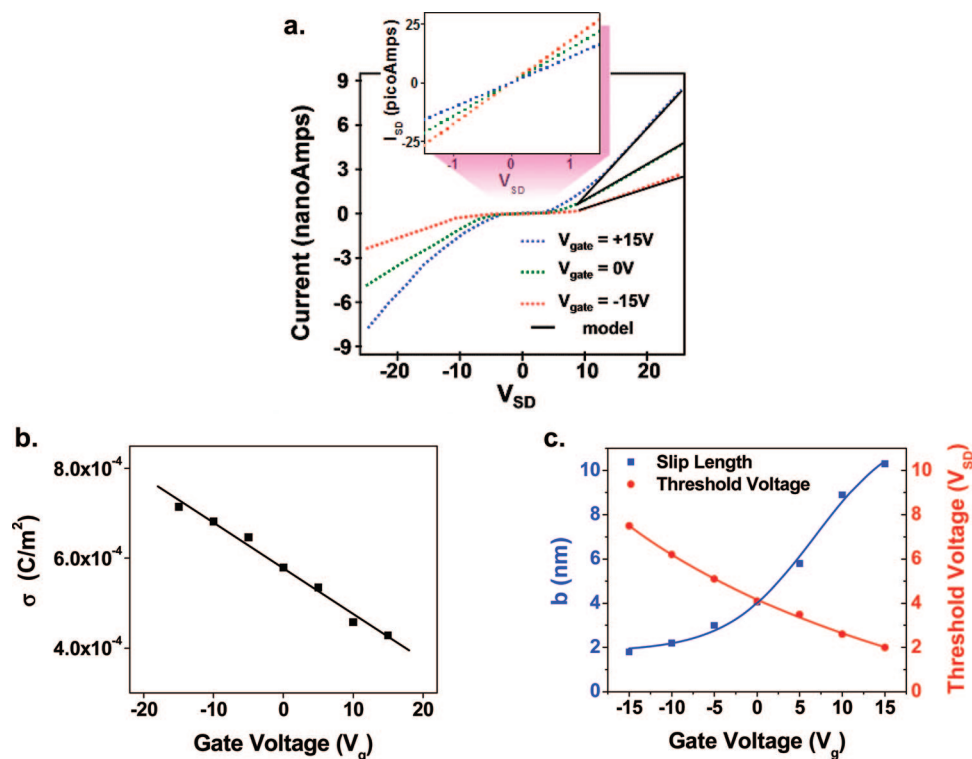 a.
I_SD (picoAmps)
25
0
-25
-1
0
1
V_SD
Current (nanoAmps)
9
6
3
0
-3
-6
-9
V_gate = +15V
V_gate = 0V
V_gate = -15V
model
-20
-10
0
10
20
V_SD
b.
σ (C/m²)
8.0x10⁻⁴
6.0x10⁻⁴
4.0x10⁻⁴
-20
-10
0
10
20
Gate Voltage (V_g)
c.
b (nm)
10
8
6
4
2
0
Slip Length
Threshold Voltage
Threshold Voltage (V_SD)
10
8
6
4
2
0
-15
-10
-5
0
5
10
15
Gate Voltage (V_g)